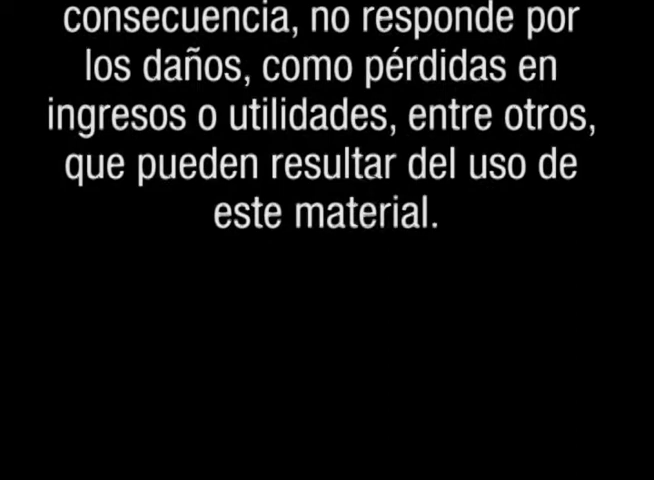 consecuencia, no responde por
los daños, como pérdidas en
ingresos o utilidades, entre otros,
que pueden resultar del uso de
este material.